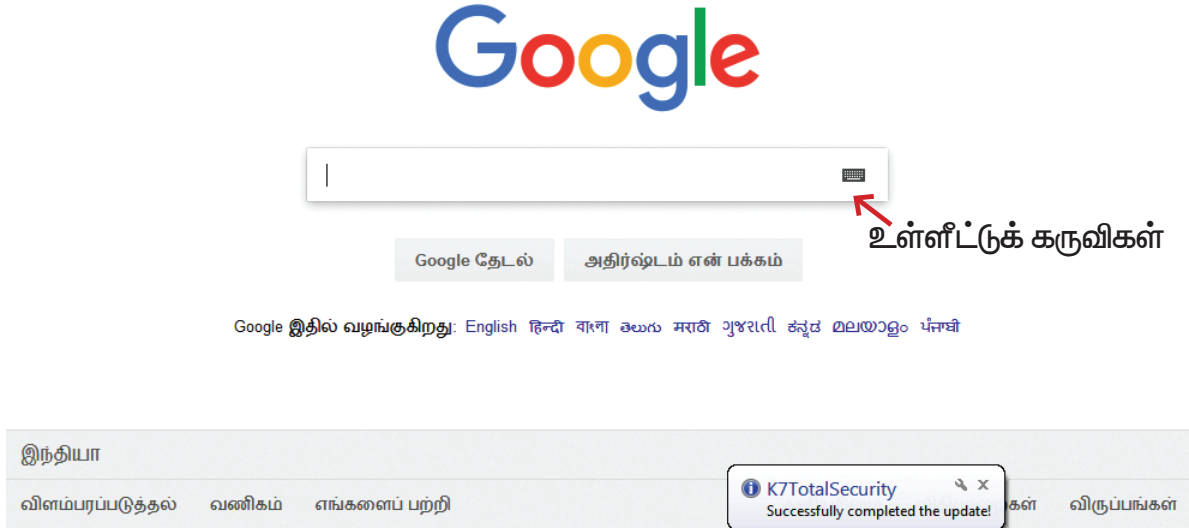 Google
உள்ளீட்டுக் கருவிகள்
Google தேடல் அதிர்ஷ்டம் என் பக்கம்
Google இதில் வழங்குகிறது: English हिन्दी বাংলা తెలుగు मराठी ગુજરાતી ಕನ್ನಡ മലയാളം ਪੰਜਾਬੀ
இந்தியா
விளம்பரப்படுத்தல் வணிகம் எங்களைப் பற்றி விருப்பங்கள்
K7TotalSecurity
Successfully completed the update!